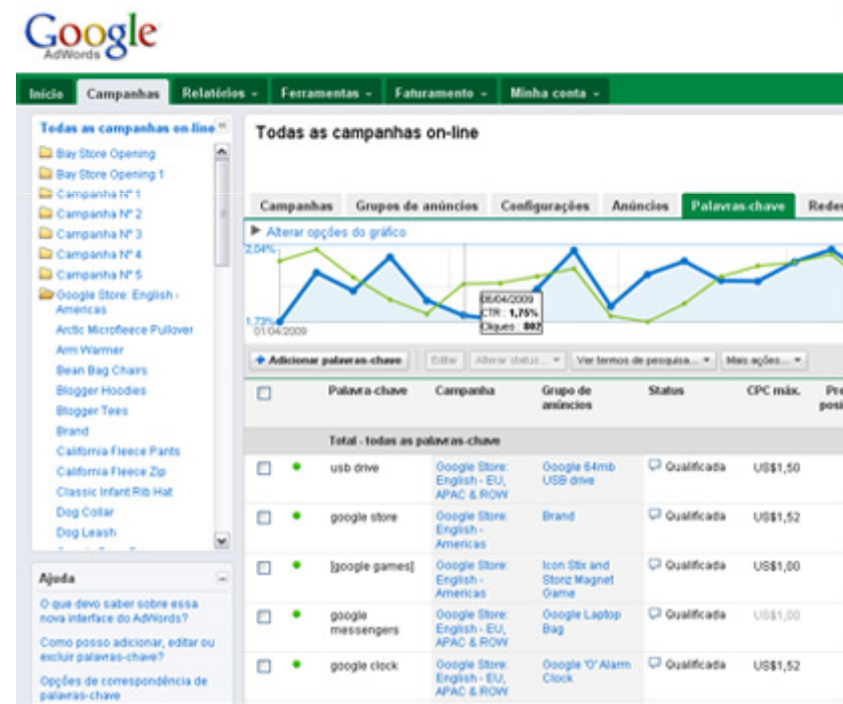 Google
AdWords
Início Campanhas Relatórios Ferramentas Faturamento Minha conta
Todas as campanhas on-line
Bay Store Opening
Bay Store Opening 1
Campanha Nº 1
Campanha Nº 2
Campanha Nº 3
Campanha Nº 4
Campanha Nº 5
Google Store: English -
Americas
Arctic Microfleece Pullover
Arm Warmer
Bean Bag Chairs
Blogger Hoodies
Blogger Tees
Brand
California Fleece Pants
California Fleece Zip
Classic Infant Rib Hat
Dog Collar
Dog Leash
Ajuda
O que devo saber sobre essa
nova interface do AdWords?
Como posso adicionar, editar ou
excluir palavras-chave?
Opções de correspondência de
palavras-chave
Todas as campanhas on-line
Campanhas Grupos de anúncios Configurações Anúncios Palavras-chave Redes
Alterar opções do gráfico
2,04%
1,73%
01/04/2009
06/04/2009
CTR : 1,75%
Cliques : 802
Adicionar palavras-chave Editar Alterar status... Ver termos de pesquisa... Mais ações...
Palavra-chave Campanha Grupo de anúncios Status CPC máx.
Total - todas as palavras-chave
usb drive Google Store: English - EU, APAC & ROW Google 64mb USB drive Qualificada US$1,50
google store Google Store: English - Americas Brand Qualificada US$1,52
[google games] Google Store: English - Americas Icon Stix and Stonz Magnet Game Qualificada US$1,00
google messengers Google Store: English - EU, APAC & ROW Google Laptop Bag Qualificada US$1,00
google clock Google Store: English - EU, APAC & ROW Google 'O' Alarm Clock Qualificada US$1,52